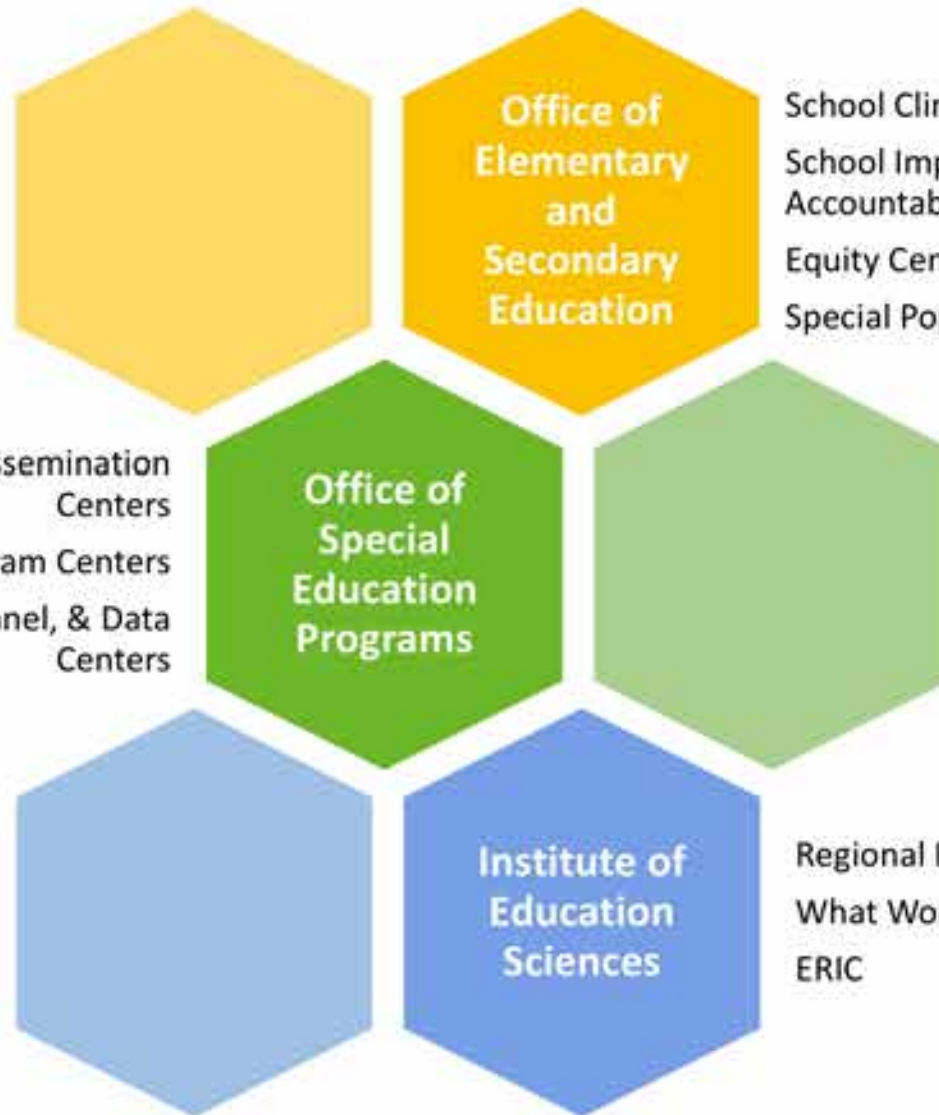 Office of
Elementary
and
Secondary
Education
School
School
Equity
Special
Centers
Centers
& Data
Centers
Office of
Special
Education
Programs
Institute of
Education
Sciences
Regional
What
ERIC